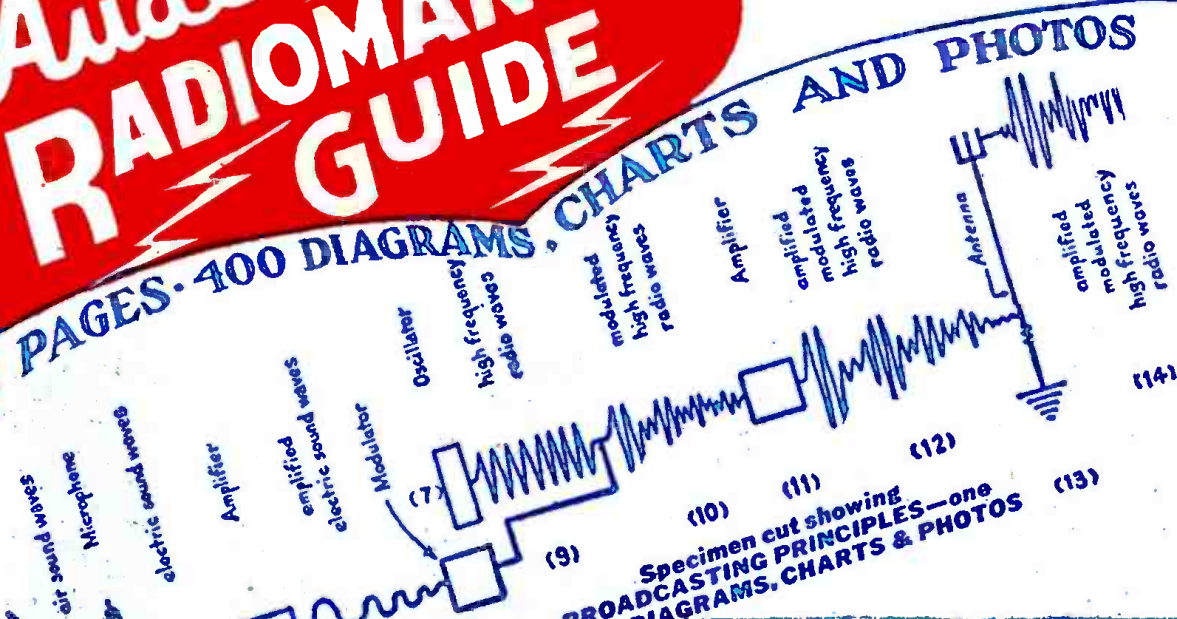 RADIOMAN
GUIDE
PAGES. 400 DIAGRAMS, CHARTS AND PHOTOS
air sound waves
Microphone
electric sound waves
Amplifier
amplified
electric sound waves
Modulator
Oscillator
high frequency
radio waves
modulated
high frequency
radio waves
Amplifier
amplified
modulated
high frequency
radio waves
Antenna
amplified
modulated
high frequency
radio waves
(7)
(9)
(10)
(11)
(12)
(13)
(14)
Specimen cut showing
BROADCASTING PRINCIPLES—one
DIAGRAMS, CHARTS & PHOTOS